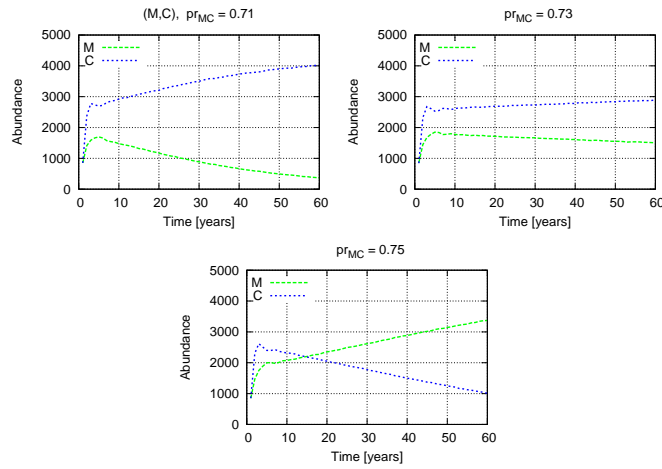 (M,C), pr_MC = 0.71
5000
4000
3000
2000
1000
0
Abundance
M
C
0 10 20 30 40 50 60
Time [years]
pr_MC = 0.73
5000
4000
3000
2000
1000
0
Abundance
M
C
0 10 20 30 40 50 60
Time [years]
pr_MC = 0.75
5000
4000
3000
2000
1000
0
Abundance
M
C
0 10 20 30 40 50 60
Time [years]